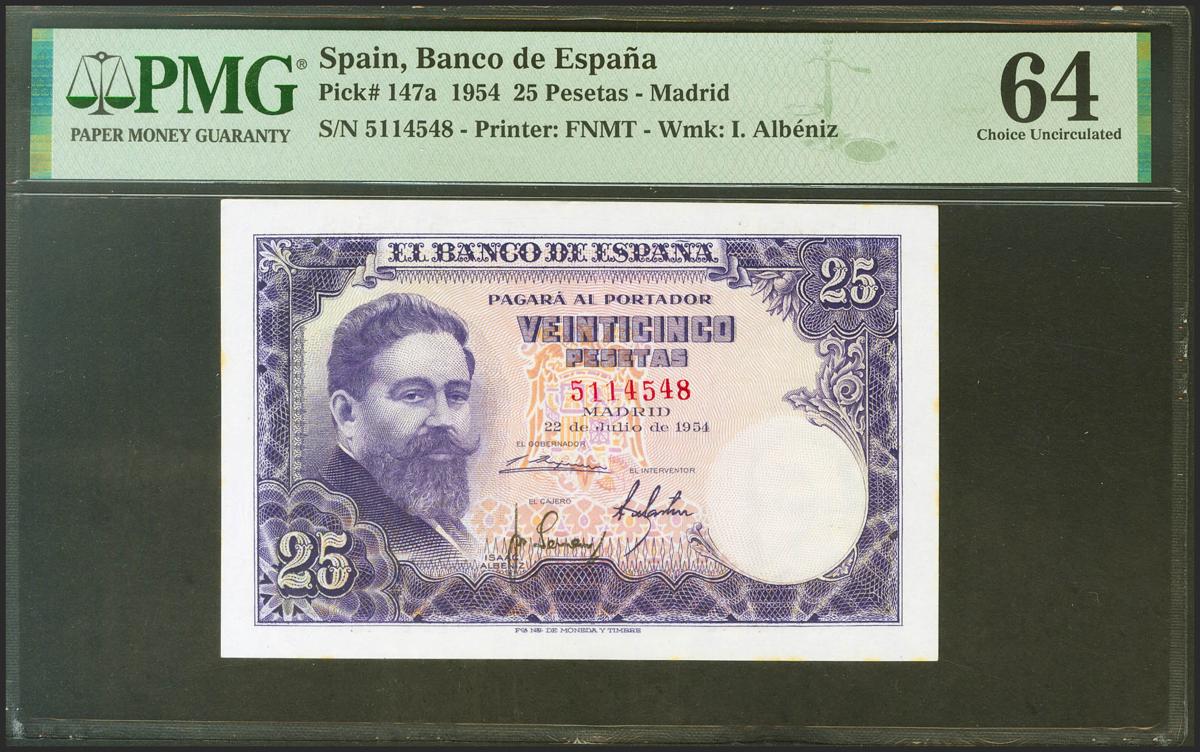 PMG®
PAPER MONEY GUARANTY
Spain, Banco de España
Pick# 147a 1954 25 Pesetas - Madrid
S/N 5114548 - Printer: FNMT - Wmk: I. Albéniz
64
Choice Uncirculated
EL BANCO DE ESPAÑA
25
PAGARÁ AL PORTADOR
VEINTICINCO
PESETAS
5114548
MADRID
22 de Julio de 1954
EL GOBERNADOR
EL INTERVENTOR
EL CAJERO
25
ISAAC
ALBENIZ
Fca. Nal. DE MONEDA Y TIMBRE